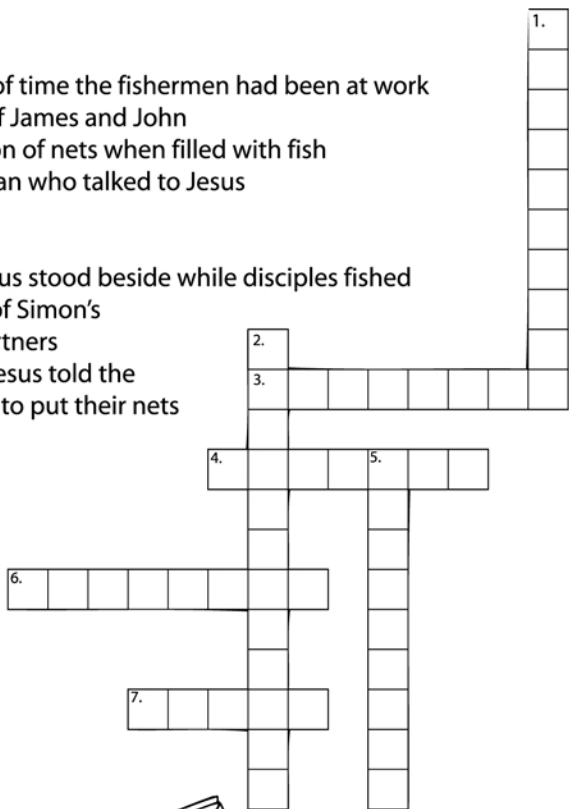 1.
of time the fishermen had been at work
f James and John
on of nets when filled with fish
an who talked to Jesus
us stood beside while disciples fished
of Simon's
tners
2.
esus told the
3.
to put their nets
4.
5.
6.
7.